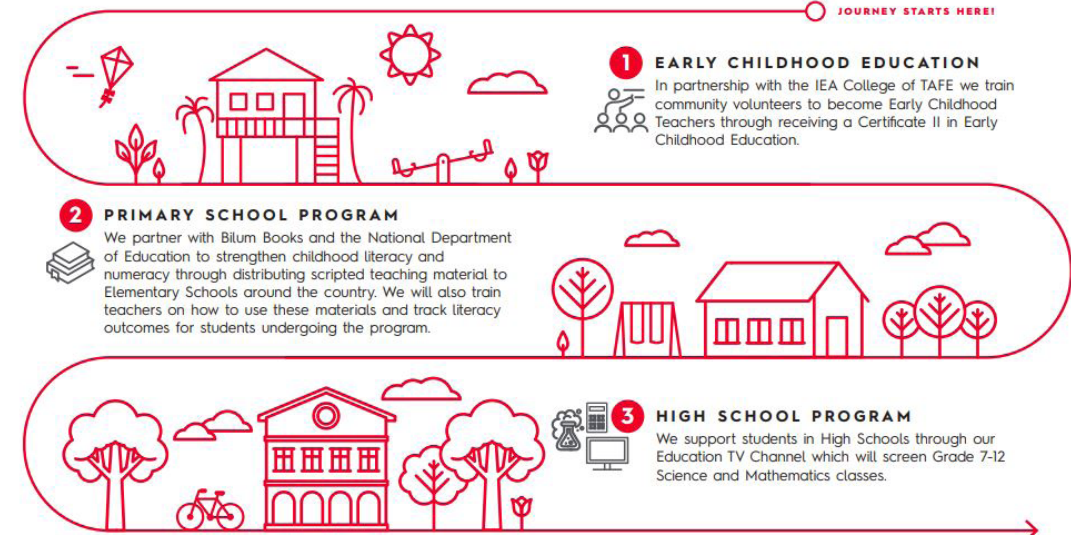 JOURNEY STARTS HERE!
1 EARLY CHILDHOOD EDUCATION
In partnership with the IEA College of TAFE we train
community volunteers to become Early Childhood
Teachers through receiving a Certificate II in Early
Childhood Education.
2 PRIMARY SCHOOL PROGRAM
We partner with Bilum Books and the National Department
of Education to strengthen childhood literacy and
numeracy through distributing scripted teaching material to
Elementary Schools around the country. We will also train
teachers on how to use these materials and track literacy
outcomes for students undergoing the program.
3 HIGH SCHOOL PROGRAM
We support students in High Schools through our
Education TV Channel which will screen Grade 7-12
Science and Mathematics classes.